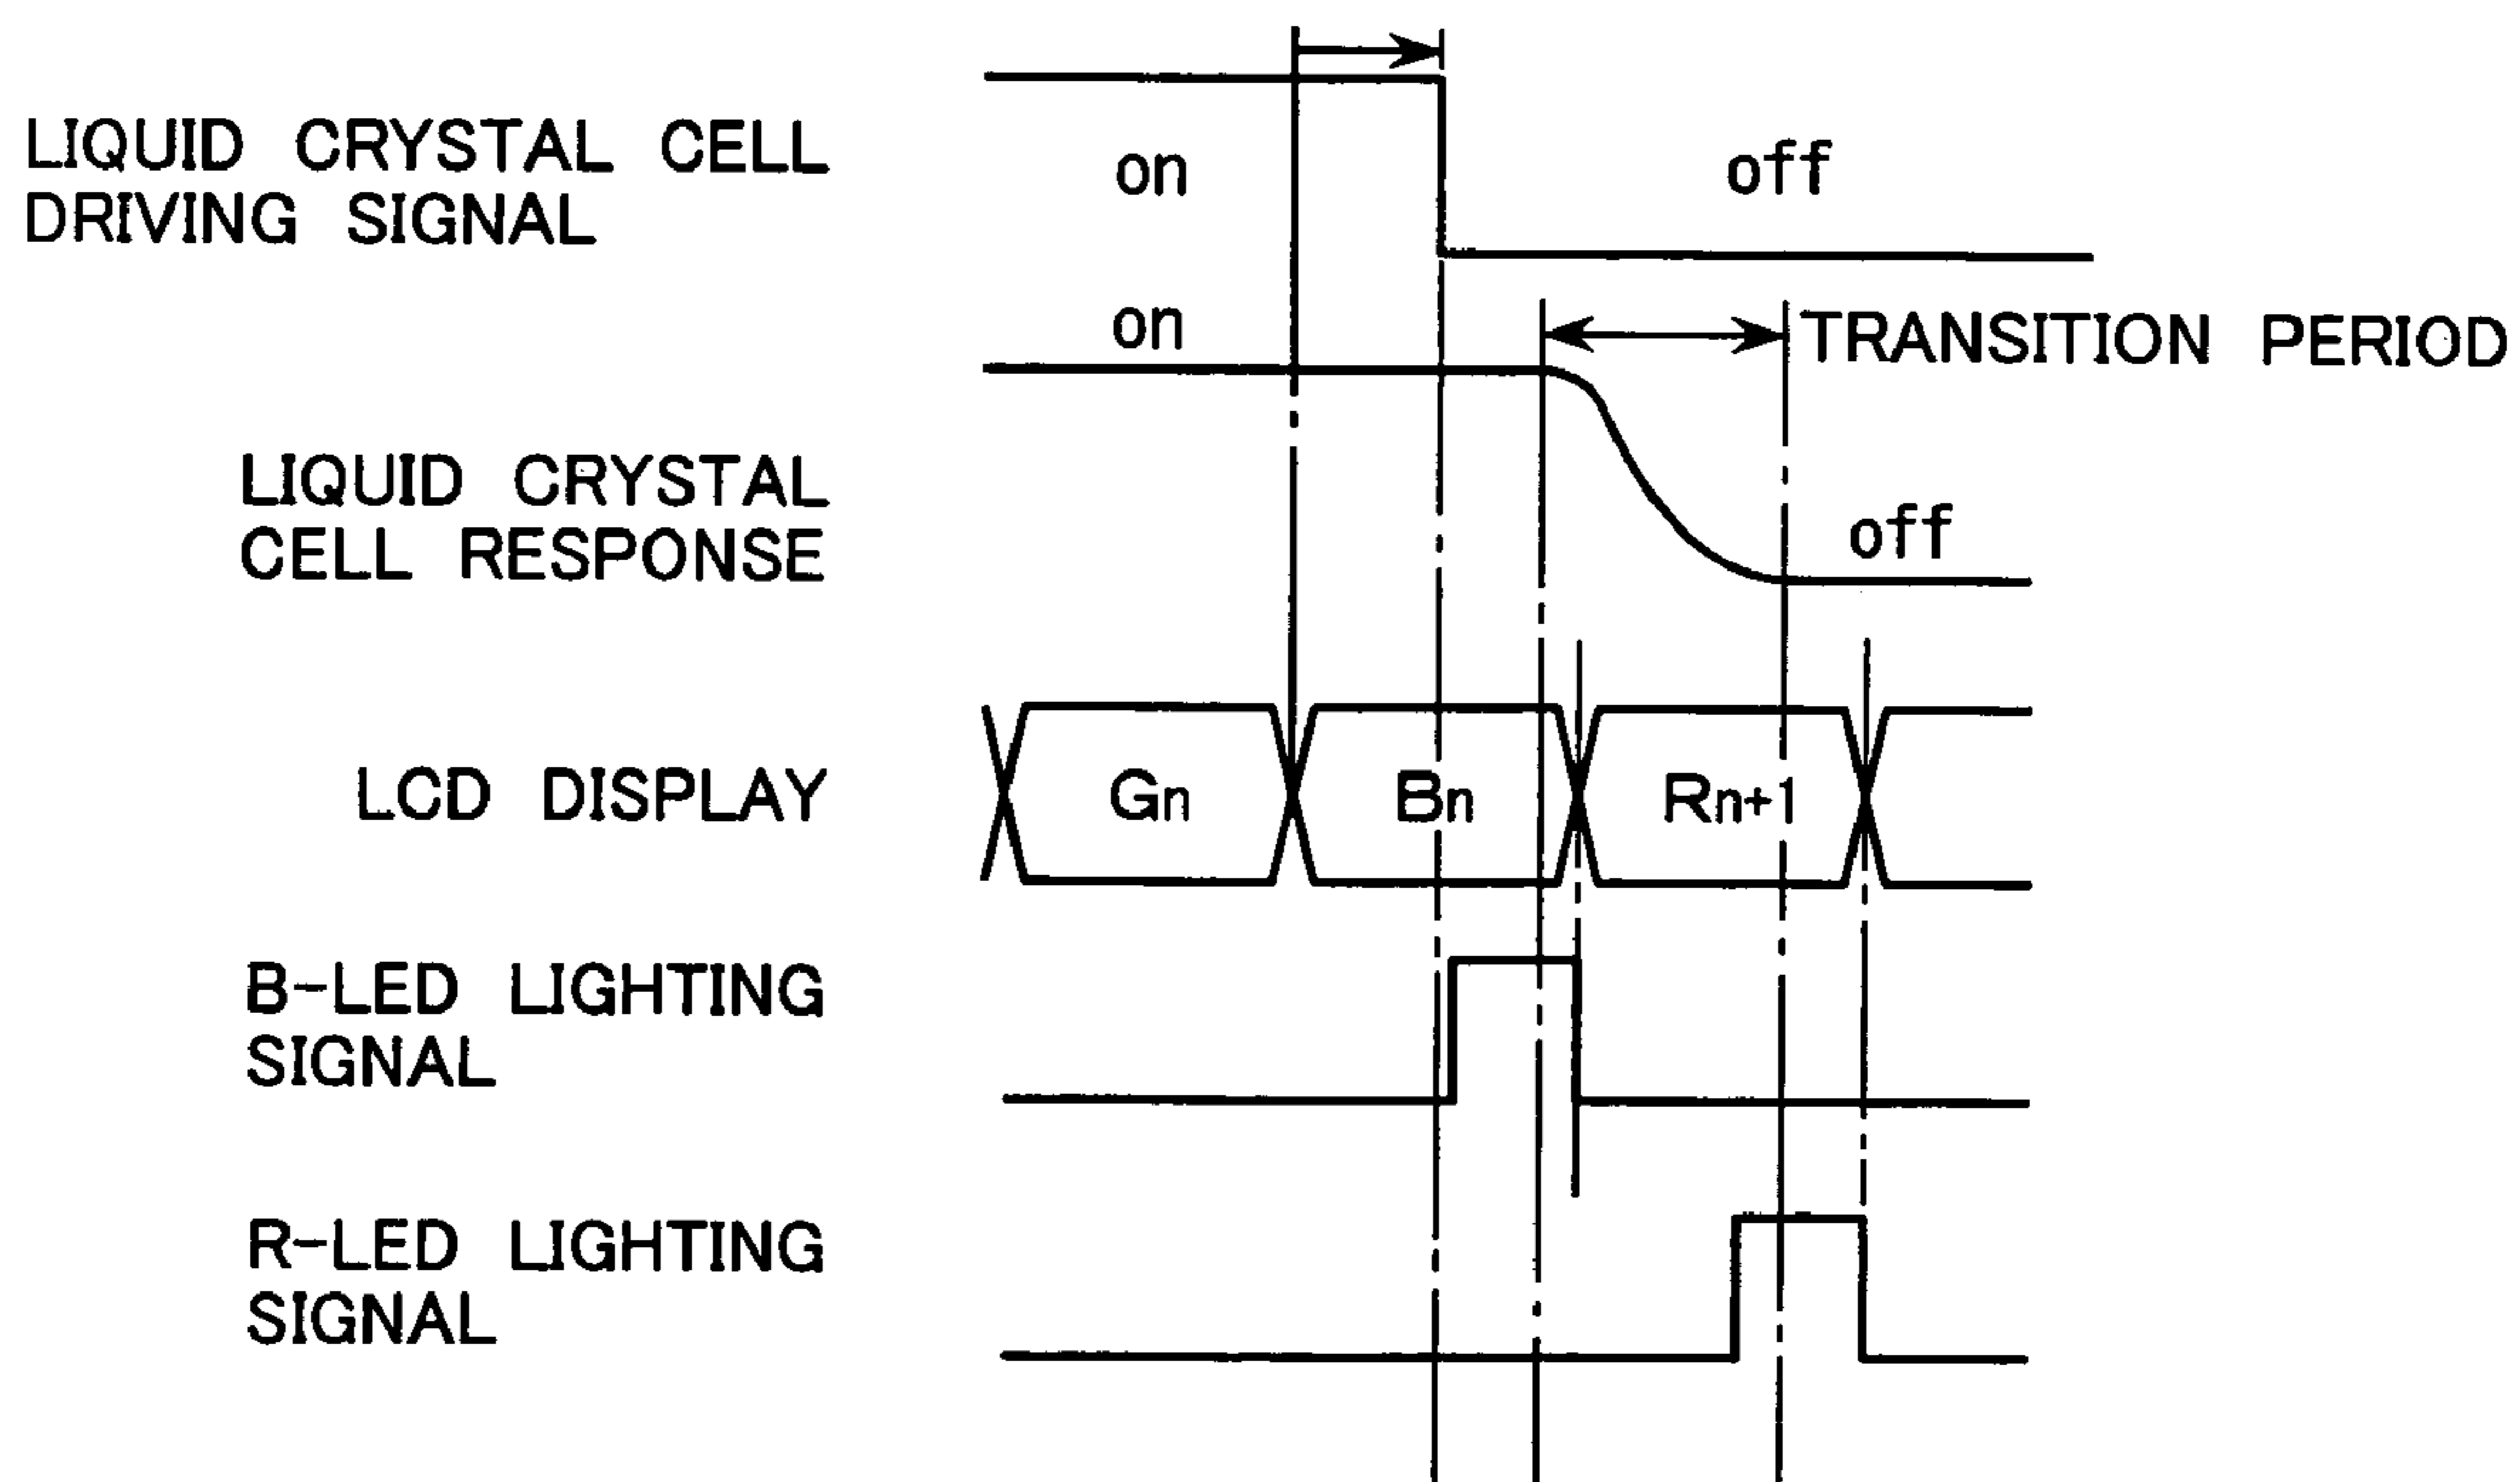 LIQUID CRYSTAL CELL
DRIVING SIGNAL
on
off
on
TRANSITION PERIOD
LIQUID CRYSTAL
CELL RESPONSE
off
LCD DISPLAY
Gn
Bn
Rn+1
B-LED LIGHTING
SIGNAL
R-LED LIGHTING
SIGNAL